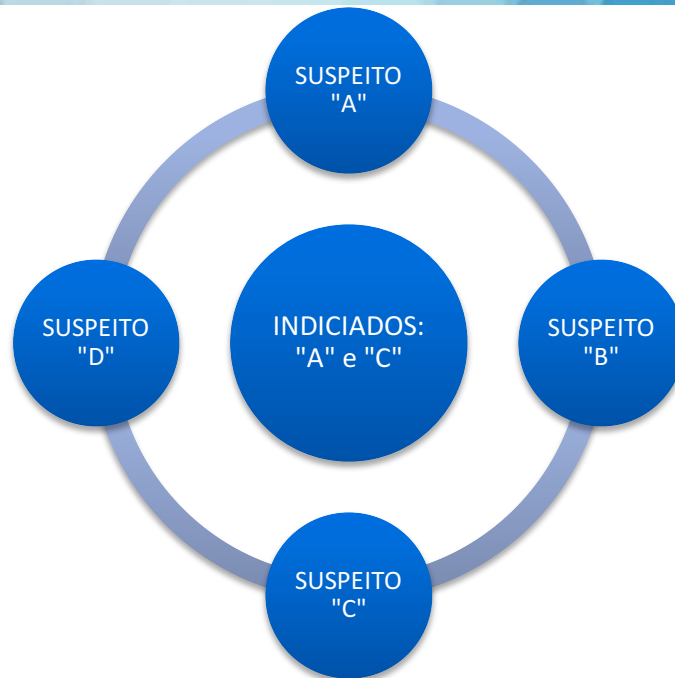 SUSPEITO
"A"
SUSPEITO
"D"
INDICIADOS:
"A" e "C"
SUSPEITO
"B"
SUSPEITO
"C"